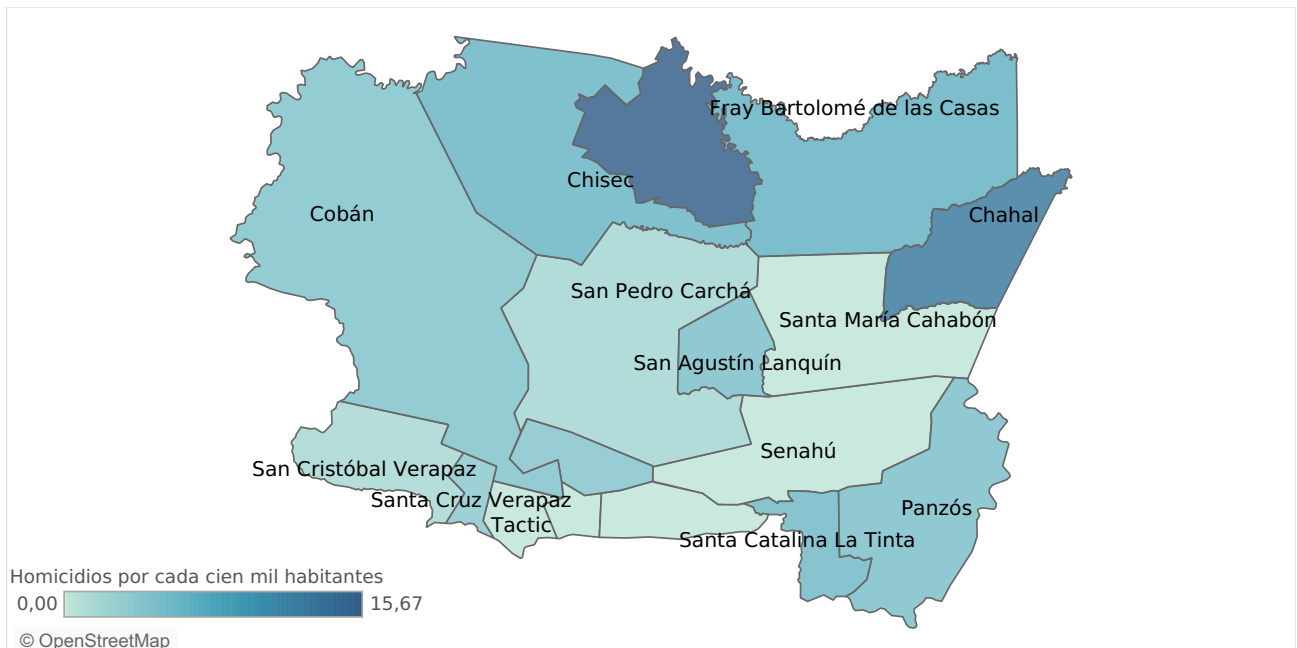 Fray Bartolomé de las Casas
Chisec
Cobán
Chahal
San Pedro Carchá
Santa María Cahabón
San Agustín Lanquín
Senahú
San Cristóbal Verapaz
Santa Cruz Verapaz
Panzós
Tactic
Santa Catalina La Tinta
Homicidios por cada cien mil habitantes
0,00 15,67
© OpenStreetMap